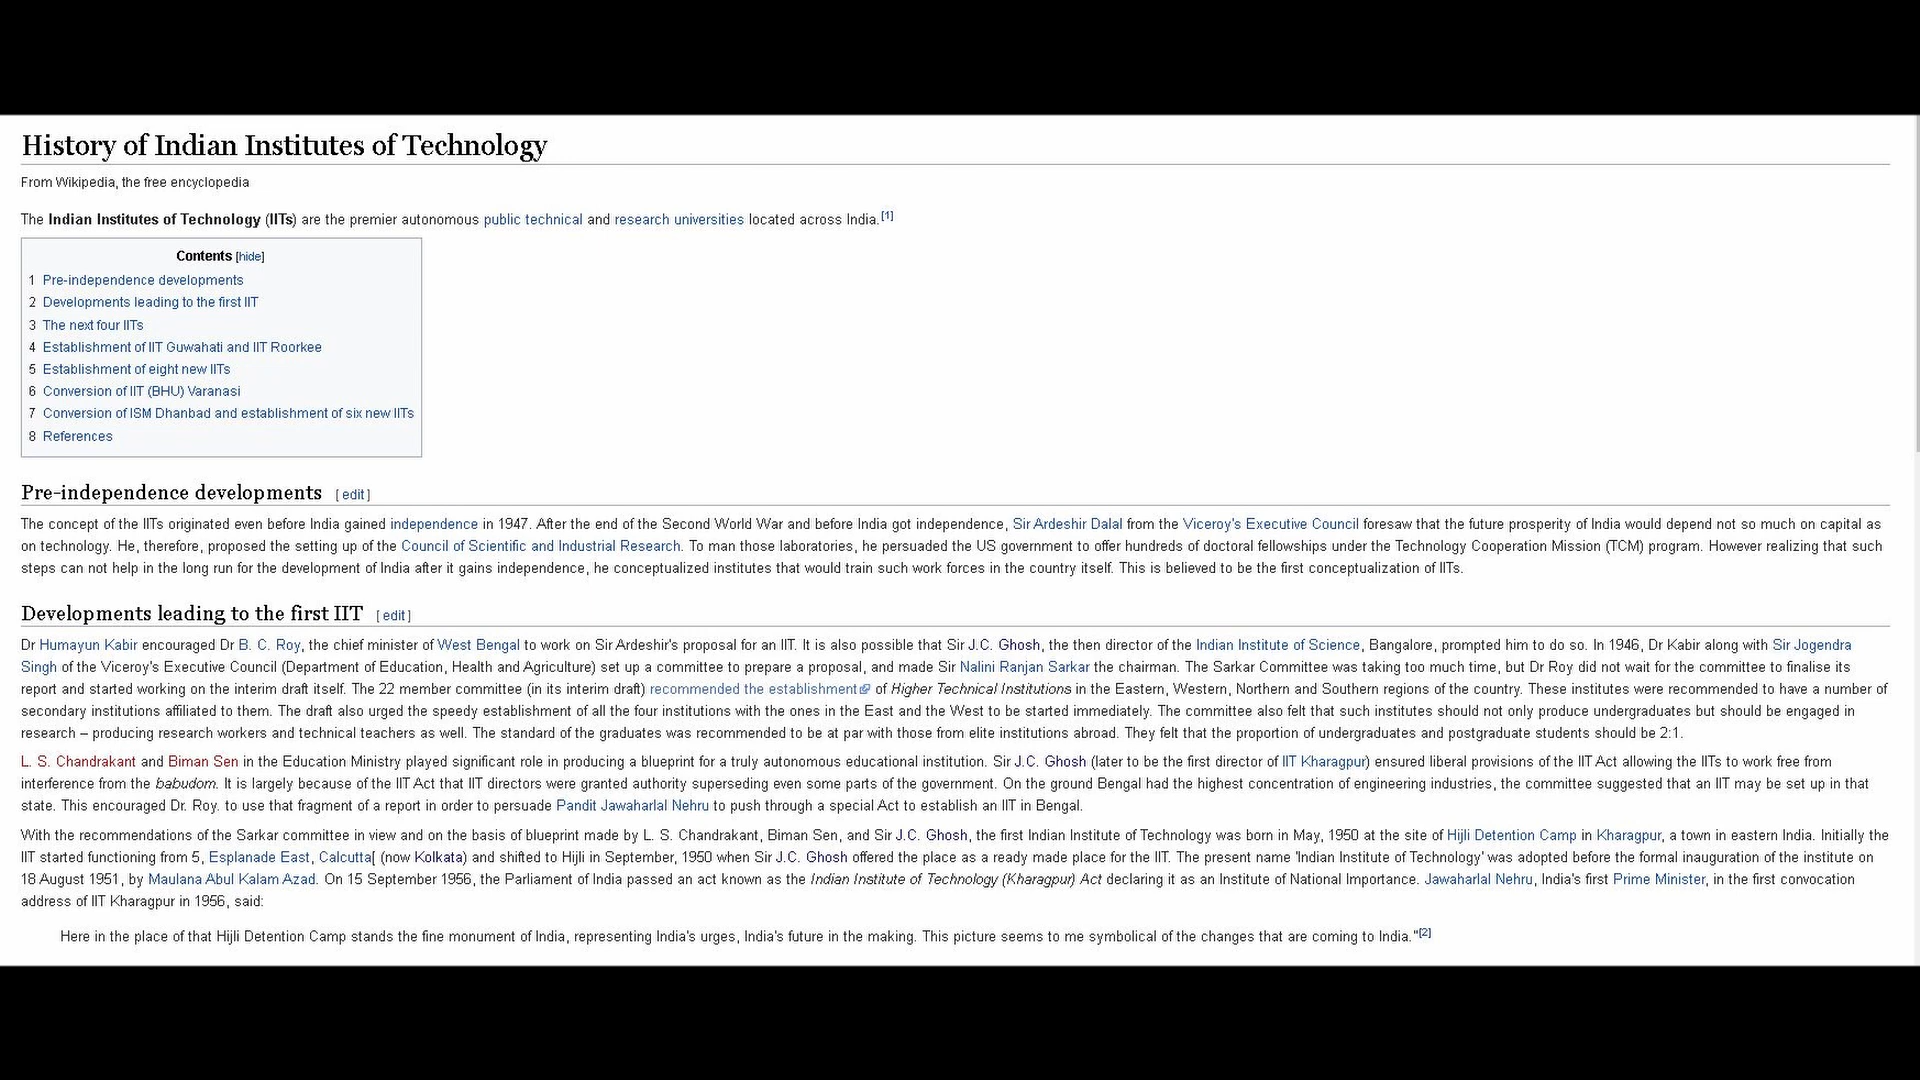 History of Indian Institutes of Technology
From Wikipedia, the free encyclopedia
The Indian Institutes of Technology (IITs) are the premier autonomous public technical and research universities located across India.[1]
Contents [hide]
1 Pre-independence developments
2 Developments leading to the first IIT
3 The next four IITs
4 Establishment of IIT Guwahati and IIT Roorkee
5 Establishment of eight new IITs
6 Conversion of IIT (BHU) Varanasi
7 Conversion of ISM Dhanbad and establishment of six new IITs
8 References
Pre-independence developments [ edit ]
The concept of the IITs originated even before India gained independence in 1947. After the end of the Second World War and before India got independence, Sir Ardeshir Dalal from the Viceroy's Executive Council foresaw that the future prosperity of India would depend not so much on capital as
on technology. He, therefore, proposed the setting up of the Council of Scientific and Industrial Research. To man those laboratories, he persuaded the US government to offer hundreds of doctoral fellowships under the Technology Cooperation Mission (TCM) program. However realizing that such
steps can not help in the long run for the development of India after it gains independence, he conceptualized institutes that would train such work forces in the country itself. This is believed to be the first conceptualization of IITs.
Developments leading to the first IIT [ edit ]
Dr Humayun Kabir encouraged Dr B. C. Roy, the chief minister of West Bengal to work on Sir Ardeshir's proposal for an IIT. It is also possible that Sir J.C. Ghosh, the then director of the Indian Institute of Science, Bangalore, prompted him to do so. In 1946, Dr Kabir along with Sir Jogendra
Singh of the Viceroy's Executive Council (Department of Education, Health and Agriculture) set up a committee to prepare a proposal, and made Sir Nalini Ranjan Sarkar the chairman. The Sarkar Committee was taking too much time, but Dr Roy did not wait for the committee to finalise its
report and started working on the interim draft itself. The 22 member committee (in its interim draft) recommended the establishment of Higher Technical Institutions in the Eastern, Western, Northern and Southern regions of the country. These institutes were recommended to have a number of
secondary institutions affiliated to them. The draft also urged the speedy establishment of all the four institutions with the ones in the East and the West to be started immediately. The committee also felt that such institutes should not only produce undergraduates but should be engaged in
research – producing research workers and technical teachers as well. The standard of the graduates was recommended to be at par with those from elite institutions abroad. They felt that the proportion of undergraduates and postgraduate students should be 2:1.
L. S. Chandrakant and Biman Sen in the Education Ministry played significant role in producing a blueprint for a truly autonomous educational institution. Sir J.C. Ghosh (later to be the first director of IIT Kharagpur) ensured liberal provisions of the IIT Act allowing the IITs to work free from
interference from the babudom. It is largely because of the IIT Act that IIT directors were granted authority superseding even some parts of the government. On the ground Bengal had the highest concentration of engineering industries, the committee suggested that an IIT may be set up in that
state. This encouraged Dr. Roy. to use that fragment of a report in order to persuade Pandit Jawaharlal Nehru to push through a special Act to establish an IIT in Bengal.
With the recommendations of the Sarkar committee in view and on the basis of blueprint made by L. S. Chandrakant, Biman Sen, and Sir J.C. Ghosh, the first Indian Institute of Technology was born in May, 1950 at the site of Hijli Detention Camp in Kharagpur, a town in eastern India. Initially the
IIT started functioning from 5, Esplanade East, Calcutta[ (now Kolkata) and shifted to Hijli in September, 1950 when Sir J.C. Ghosh offered the place as a ready made place for the IIT. The present name 'Indian Institute of Technology' was adopted before the formal inauguration of the institute on
18 August 1951, by Maulana Abul Kalam Azad. On 15 September 1956, the Parliament of India passed an act known as the Indian Institute of Technology (Kharagpur) Act declaring it as an Institute of National Importance. Jawaharlal Nehru, India's first Prime Minister, in the first convocation
address of IIT Kharagpur in 1956, said:
Here in the place of that Hijli Detention Camp stands the fine monument of India, representing India's urges, India's future in the making. This picture seems to me symbolical of the changes that are coming to India."[2]